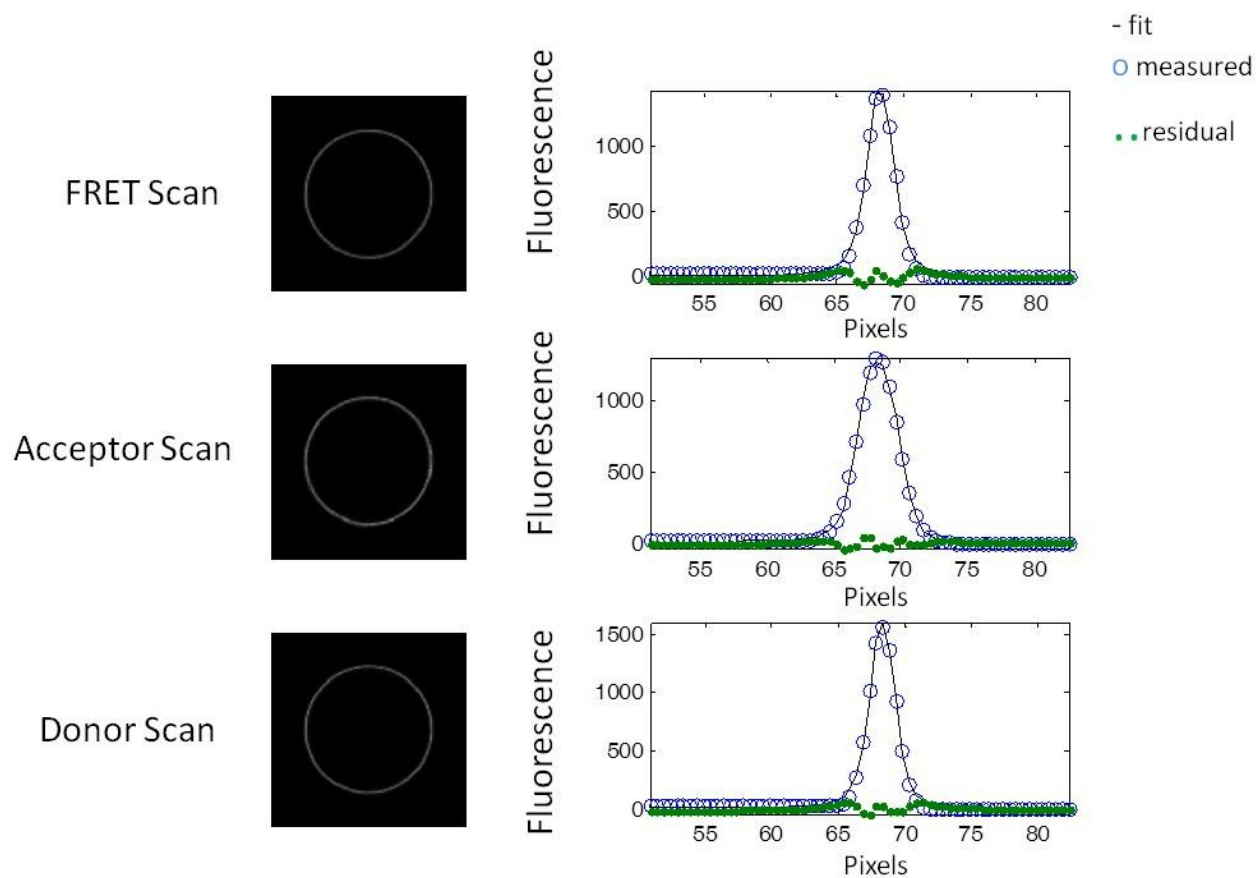 - fit
o measured
.. residual
FRET Scan
Fluorescence
1000
500
0
55 60 65 70 75 80
Pixels
Acceptor Scan
Fluorescence
1000
500
0
55 60 65 70 75 80
Pixels
Donor Scan
Fluorescence
1500
1000
500
0
55 60 65 70 75 80
Pixels